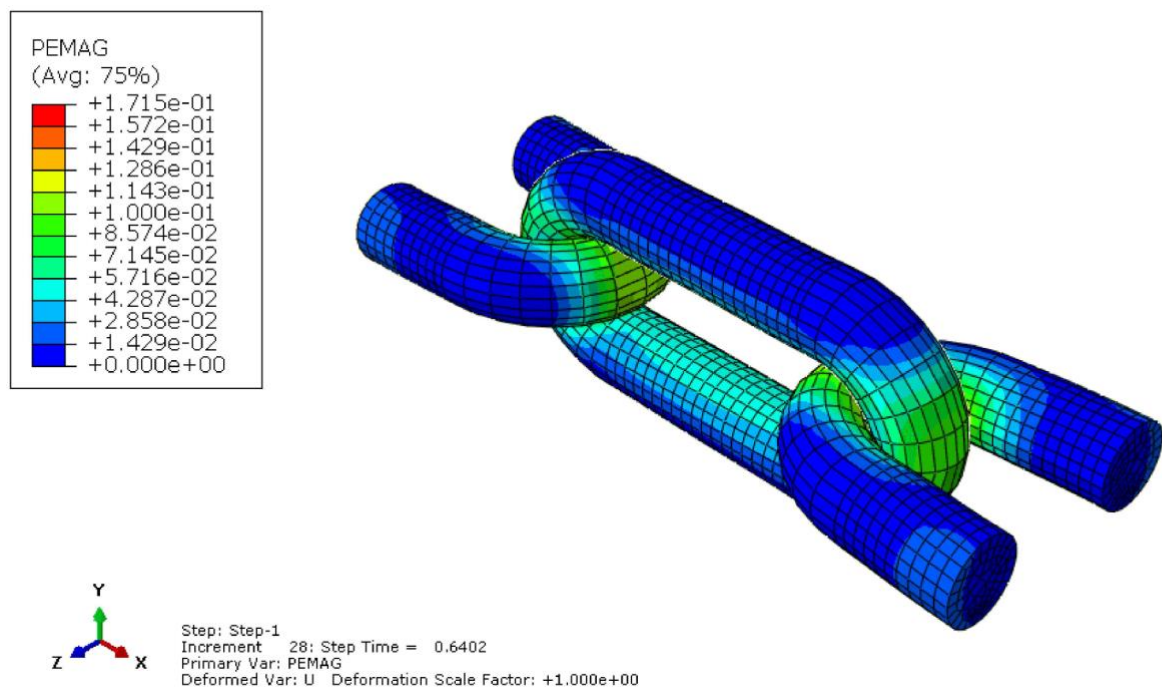 PEMAG
(Avg: 75%)
+1.715e-01
+1.572e-01
+1.429e-01
+1.286e-01
+1.143e-01
+1.000e-01
+8.574e-02
+7.145e-02
+5.716e-02
+4.287e-02
+2.858e-02
+1.429e-02
+0.000e+00
Y
Z X
Step: Step-1
Increment 28: Step Time = 0.6402
Primary Var: PEMAG
Deformed Var: U Deformation Scale Factor: +1.000e+00